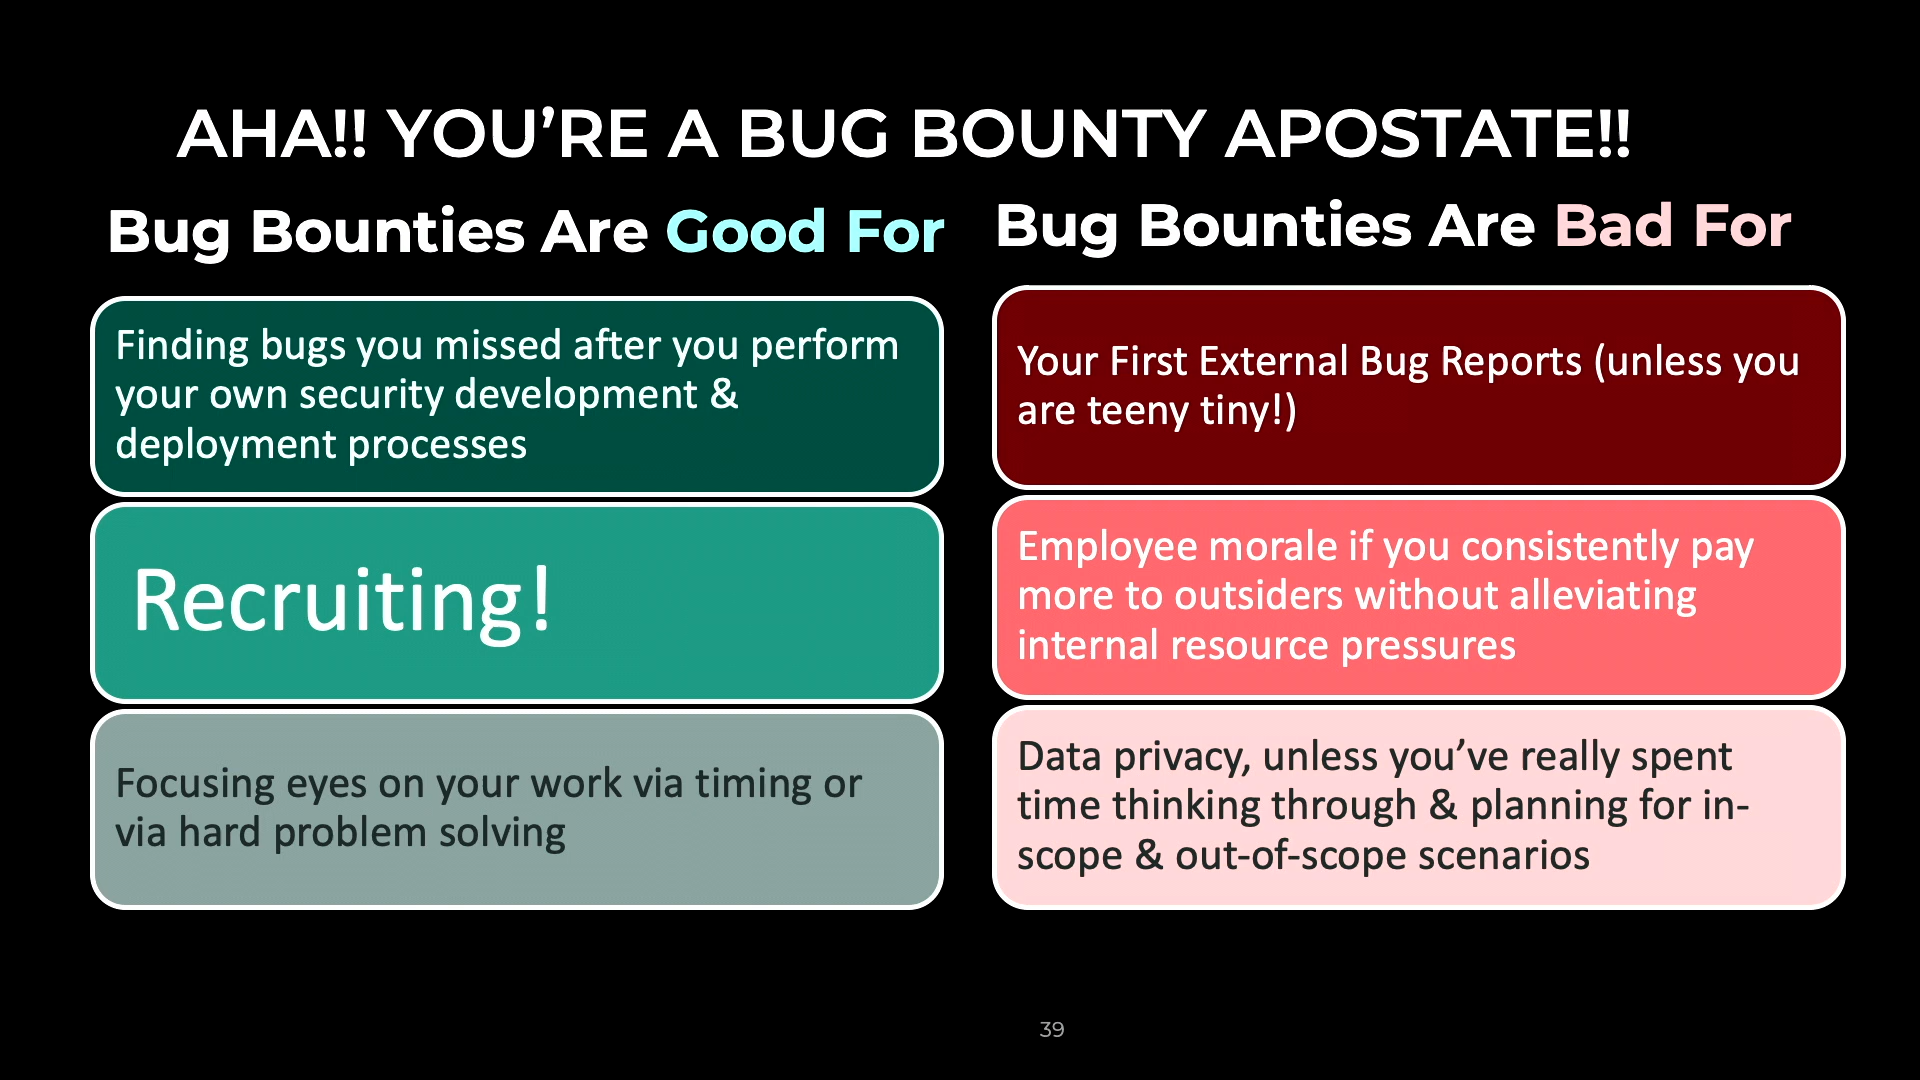 AHA!! YOU’RE A BUG BOUNTY APOSTATE!!
Bug Bounties Are Good For
Finding bugs you missed after you perform
your own security development &
deployment processes
Recruiting!
Focusing eyes on your work via timing or
via hard problem solving
Bug Bounties Are Bad For
Your First External Bug Reports (unless you
are teeny tiny!)
Employee morale if you consistently pay
more to outsiders without alleviating
internal resource pressures
Data privacy, unless you’ve really spent
time thinking through & planning for in-
scope & out-of-scope scenarios
39